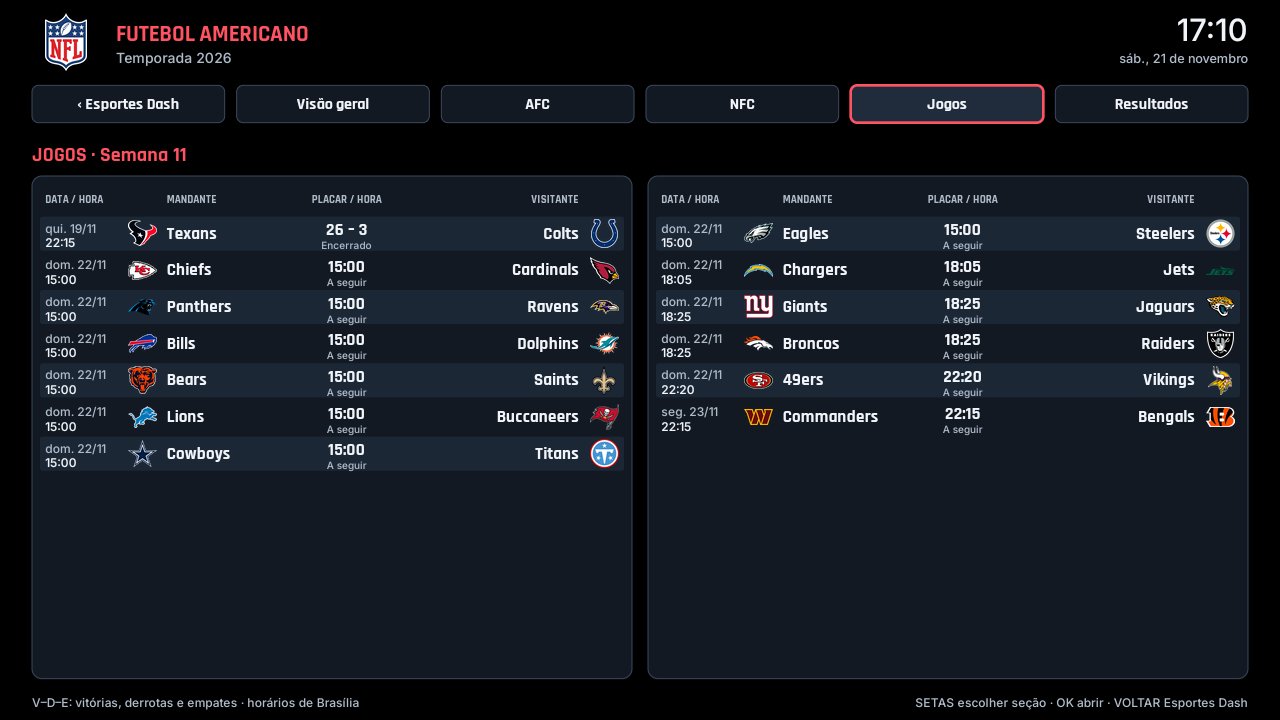 NFL
FUTEBOL AMERICANO
Temporada 2026
17:10
sáb., 21 de novembro
‹ Esportes Dash
Visão geral
AFC
NFC
Jogos
Resultados
JOGOS · Semana 11
DATA / HORA MANDANTE PLACAR / HORA VISITANTE
qui. 19/11 22:15 Texans 26 – 3 Encerrado Colts
dom. 22/11 15:00 Chiefs 15:00 A seguir Cardinals
dom. 22/11 15:00 Panthers 15:00 A seguir Ravens
dom. 22/11 15:00 Bills 15:00 A seguir Dolphins
dom. 22/11 15:00 Bears 15:00 A seguir Saints
dom. 22/11 15:00 Lions 15:00 A seguir Buccaneers
dom. 22/11 15:00 Cowboys 15:00 A seguir Titans
DATA / HORA MANDANTE PLACAR / HORA VISITANTE
dom. 22/11 15:00 Eagles 15:00 A seguir Steelers
dom. 22/11 18:05 Chargers 18:05 A seguir Jets JETS
dom. 22/11 18:25 ny Giants 18:25 A seguir Jaguars
dom. 22/11 18:25 Broncos 18:25 A seguir Raiders RAIDERS
dom. 22/11 22:20 SF 49ers 22:20 A seguir Vikings
seg. 23/11 22:15 W Commanders 22:15 A seguir Bengals B
V–D–E: vitórias, derrotas e empates · horários de Brasília
SETAS escolher seção · OK abrir · VOLTAR Esportes Dash